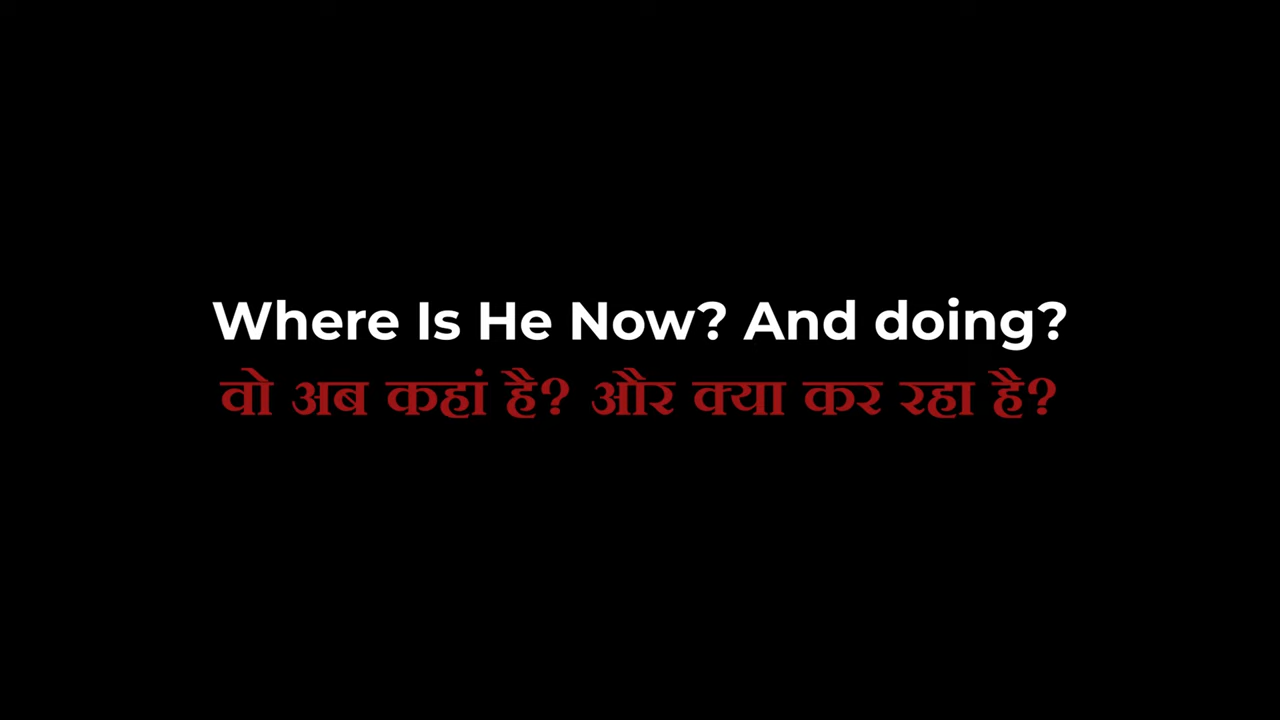 Where Is He Now? And doing?
वो अब कहां है? और क्या कर रहा है?